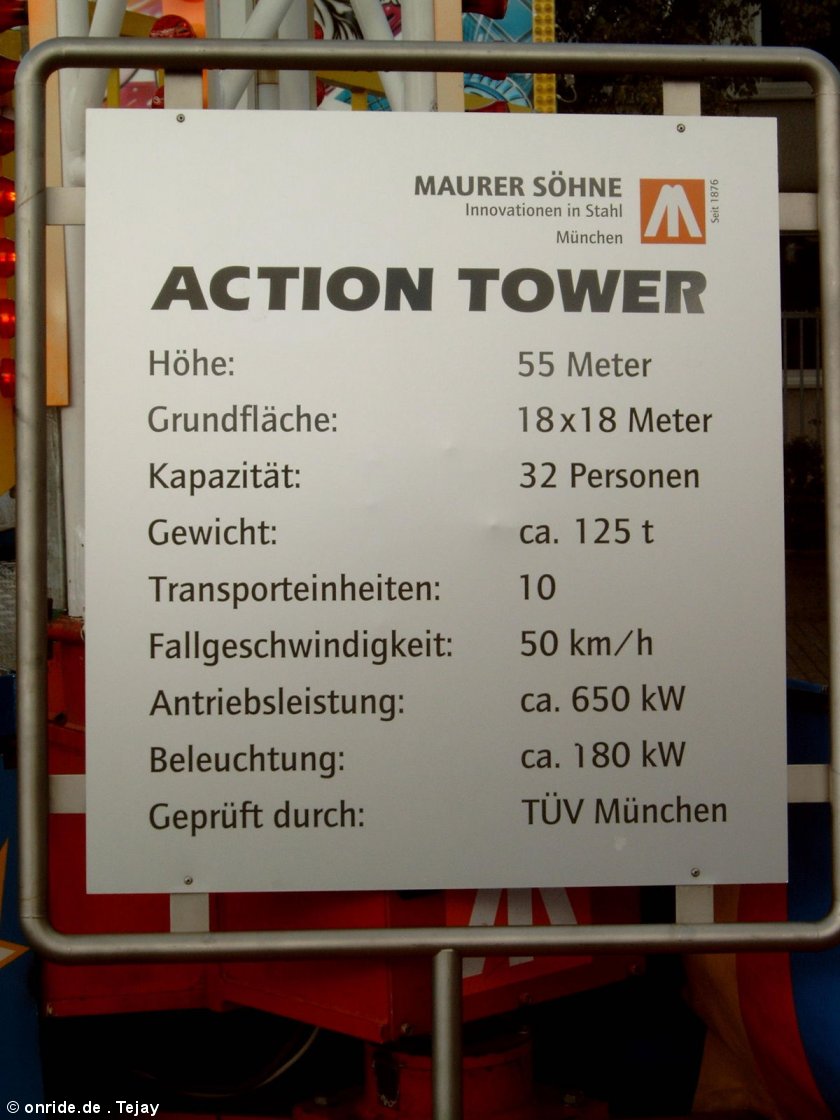 MAURER SÖHNE
Innovationen in Stahl
München
Seit 1876
ACTION TOWER
Höhe: 55 Meter
Grundfläche: 18x18 Meter
Kapazität: 32 Personen
Gewicht: ca. 125 t
Transporteinheiten: 10
Fallgeschwindigkeit: 50 km/h
Antriebsleistung: ca. 650 kW
Beleuchtung: ca. 180 kW
Geprüft durch: TÜV München
© onride.de . Tejay